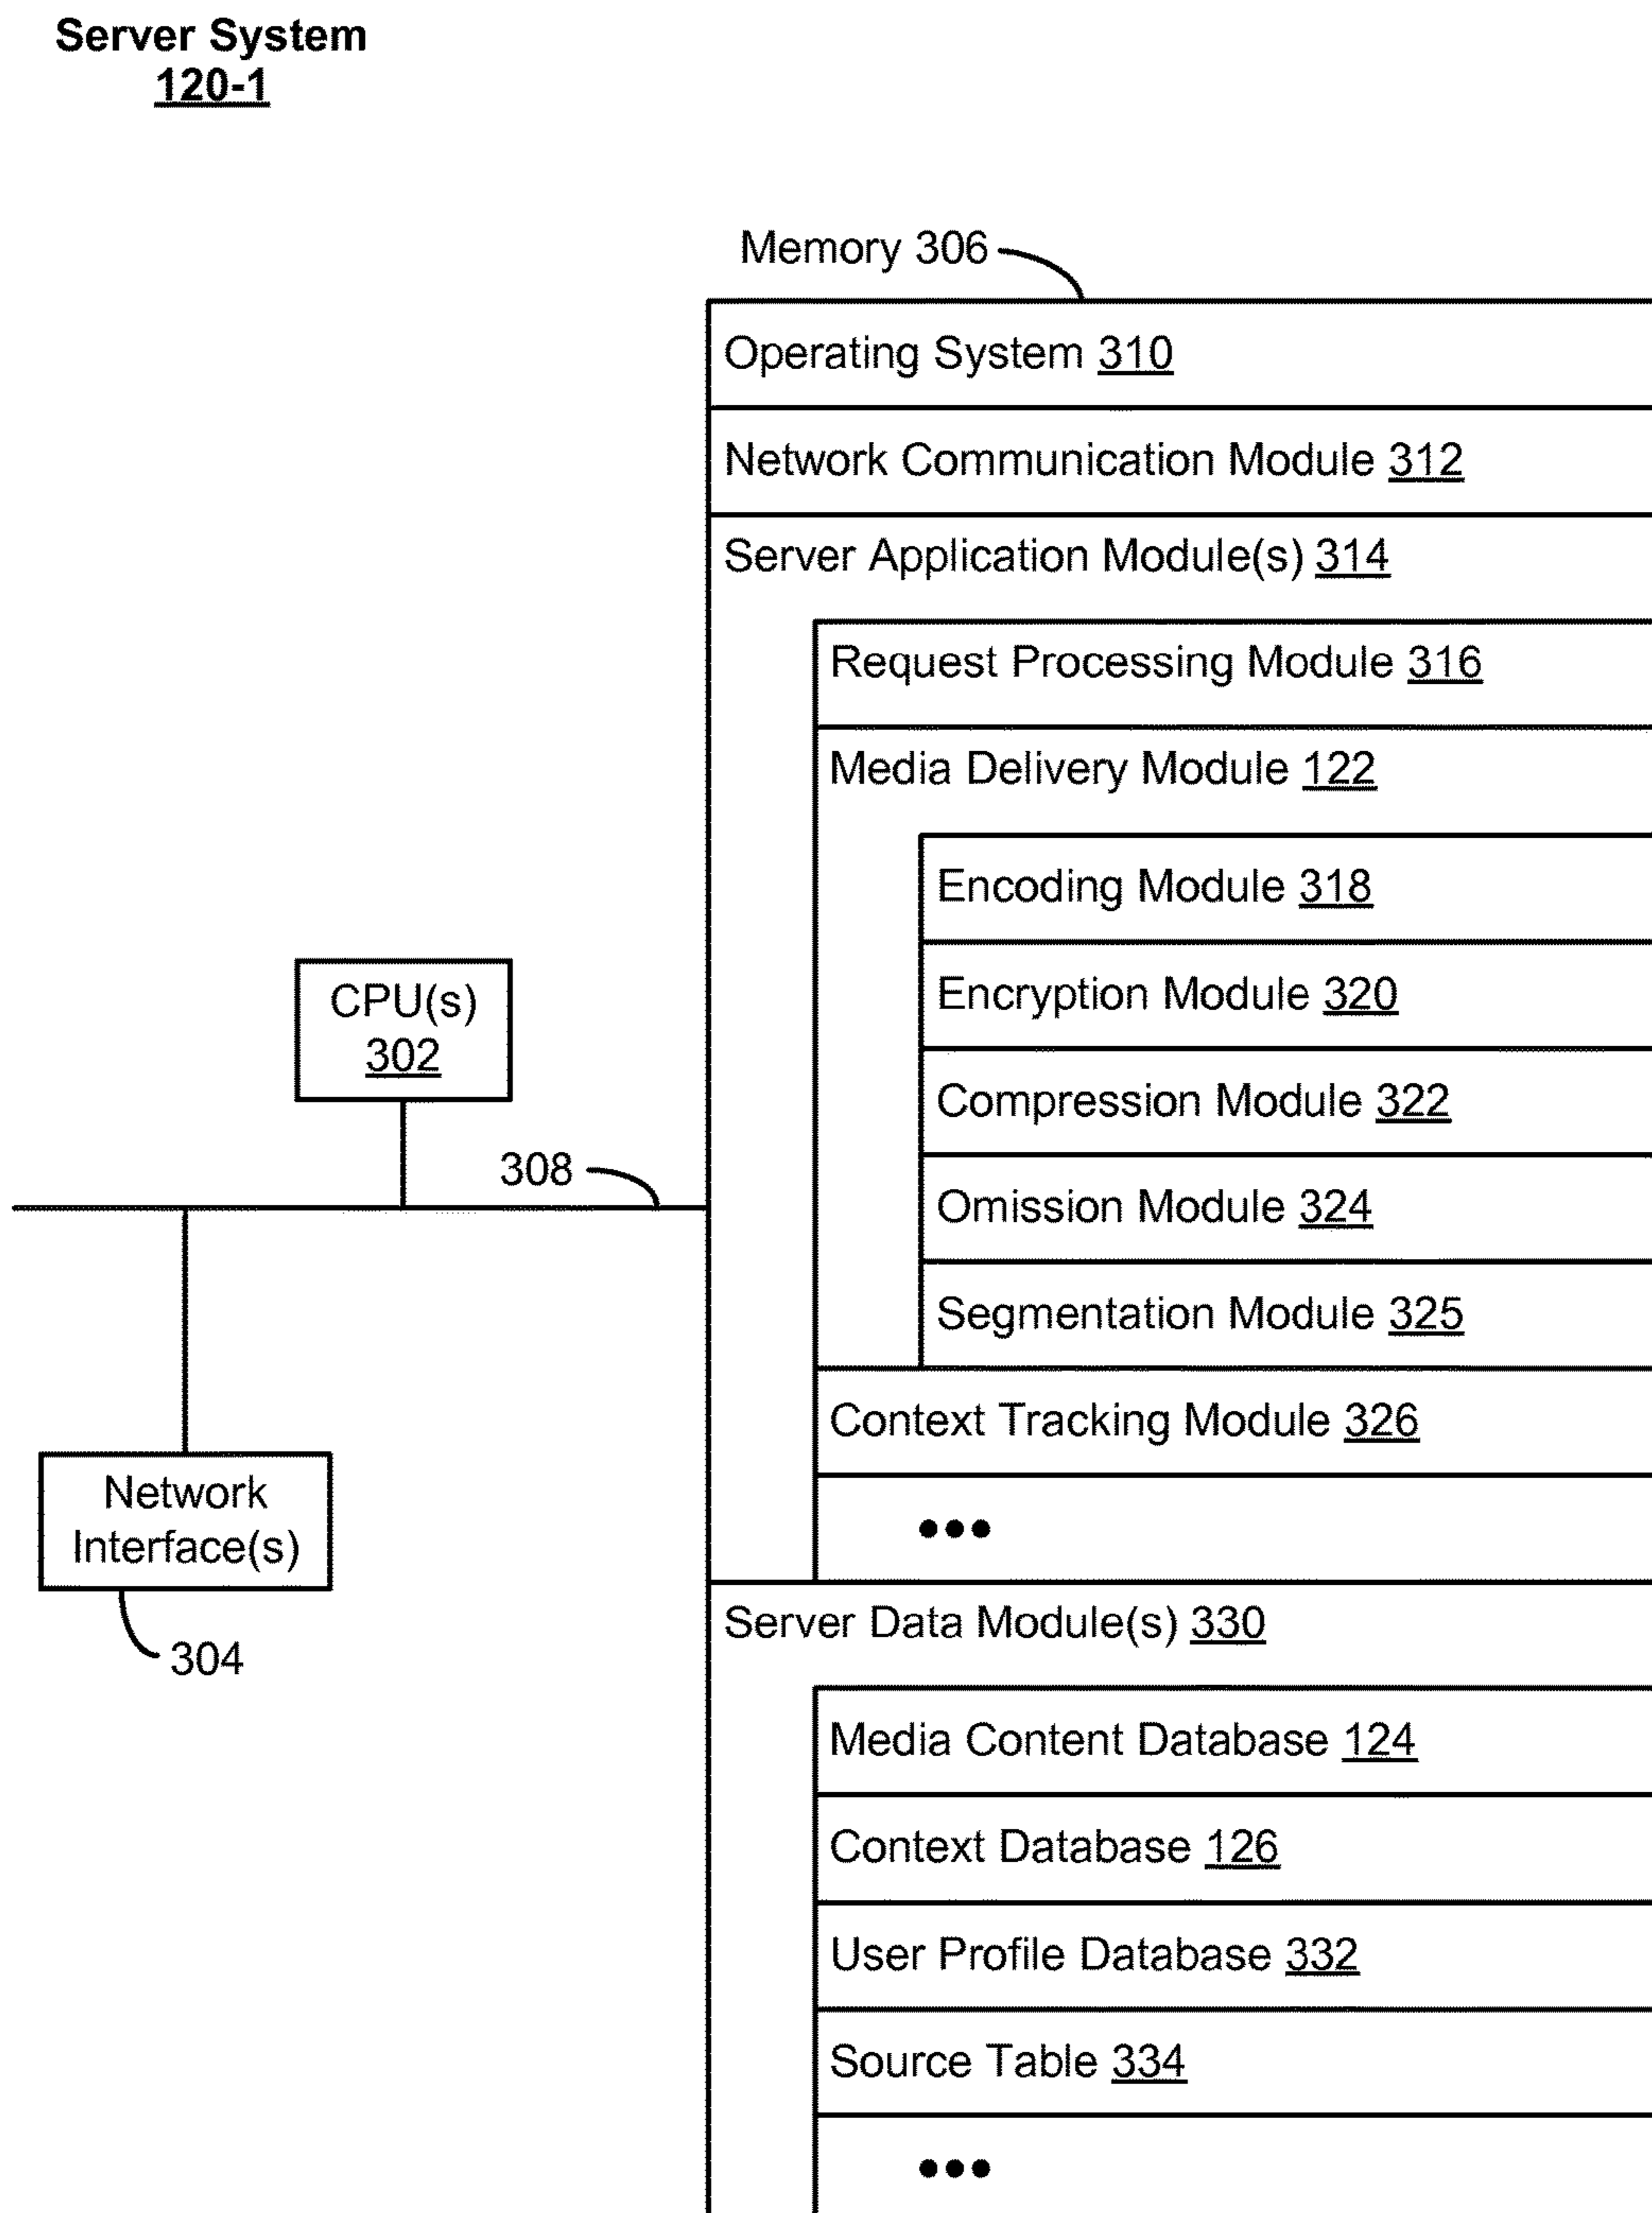 Server System
120-1
Memory 306
Operating System 310
Network Communication Module 312
Server Application Module(s) 314
Request Processing Module 316
Media Delivery Module 122
Encoding Module 318
Encryption Module 320
Compression Module 322
Omission Module 324
Segmentation Module 325
Context Tracking Module 326
•••
CPU(s)
302
308
Network
Interface(s)
304
Server Data Module(s) 330
Media Content Database 124
Context Database 126
User Profile Database 332
Source Table 334
•••